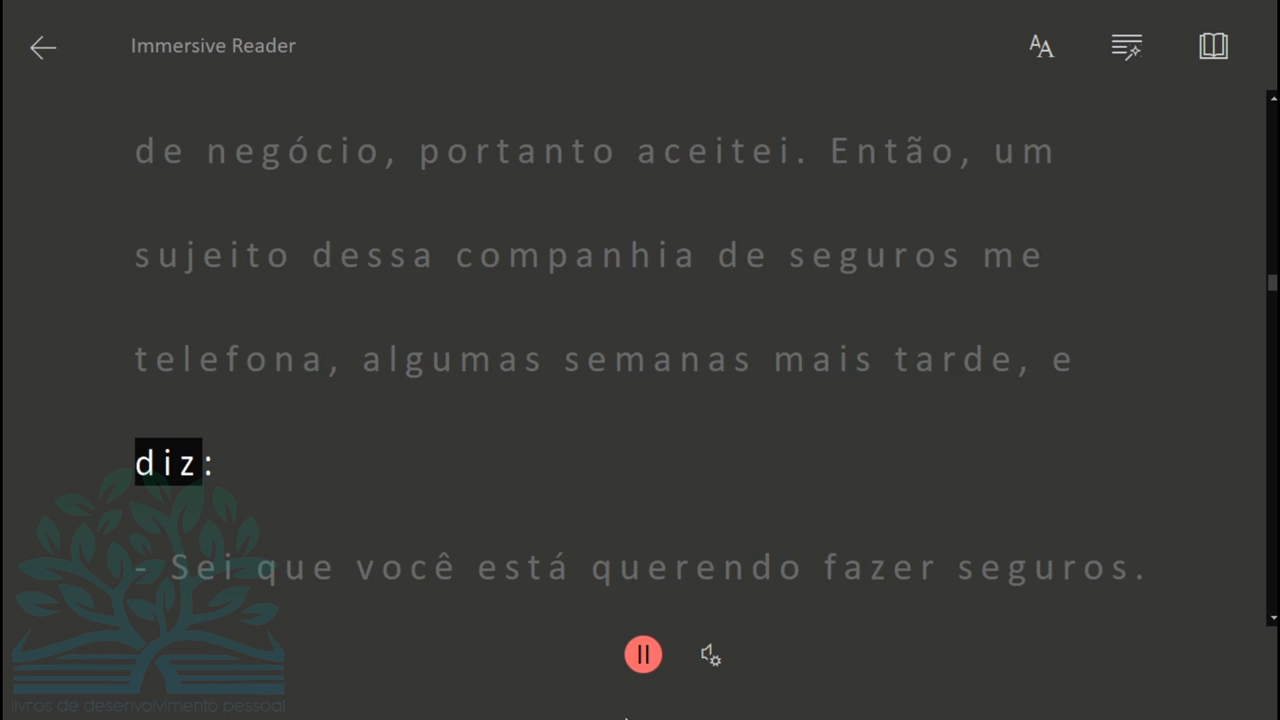 Immersive Reader
de negócio, portanto aceitei. Então, um
sujeito dessa companhia de seguros me
telefona, algumas semanas mais tarde, e
diz:
- Sei que você está querendo fazer seguros.
livros de desenvolvimento pessoal